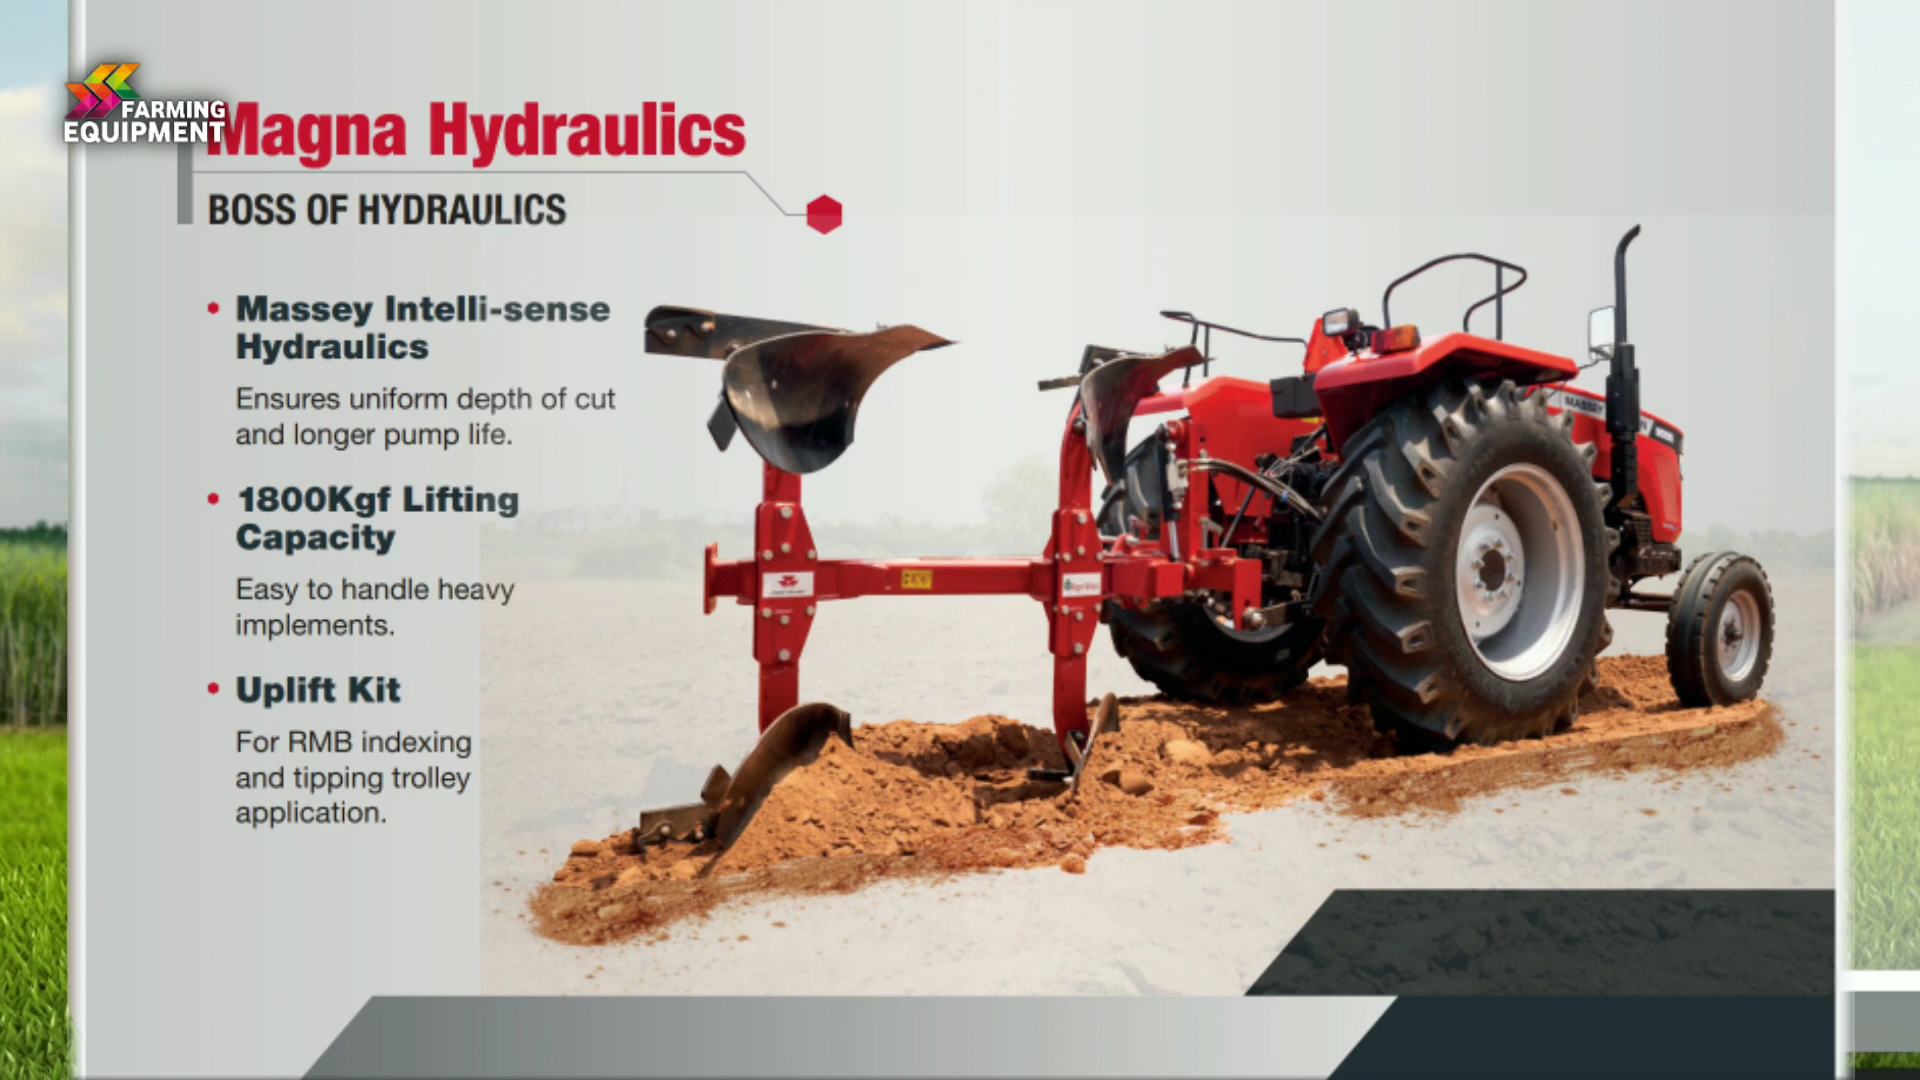 FARMING
EQUIPMENT
Magna Hydraulics
BOSS OF HYDRAULICS
• Massey Intelli-sense
Hydraulics
Ensures uniform depth of cut
and longer pump life.
• 1800Kgf Lifting
Capacity
Easy to handle heavy
implements.
• Uplift Kit
For RMB indexing
and tipping trolley
application.
MASSEY